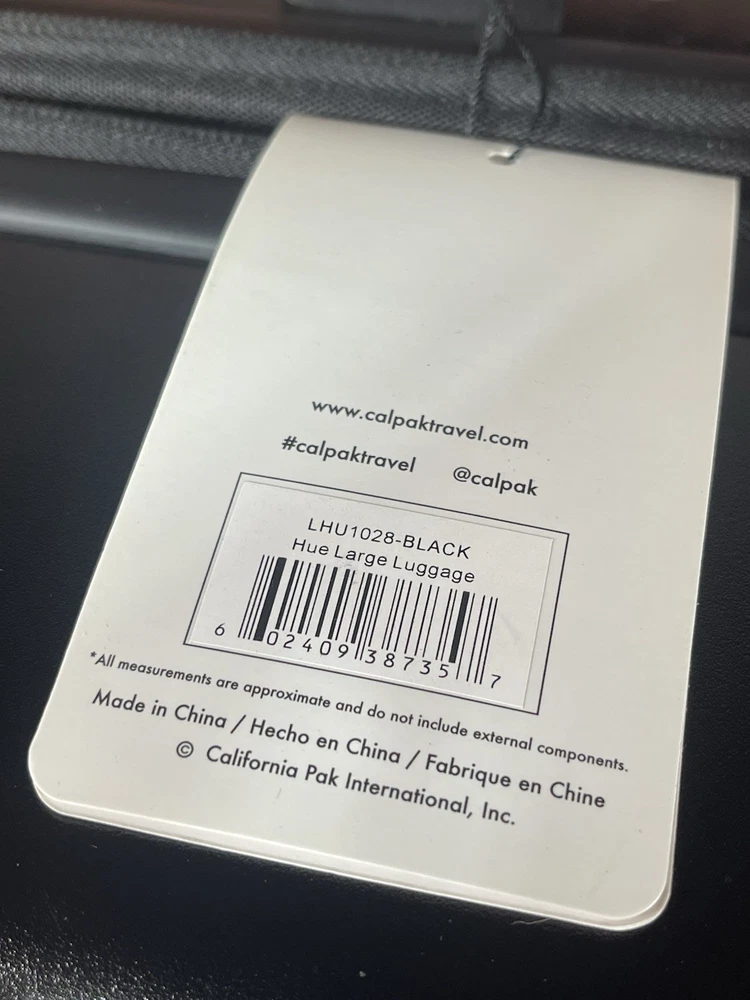 www.calpaktravel.com
#calpaktravel @calpak
LHU1028-BLACK
Hue Large Luggage
6 02409 38735 7
*All measurements are approximate and do not include external components.
Made in China / Hecho en China / Fabrique en Chine
© California Pak International, Inc.